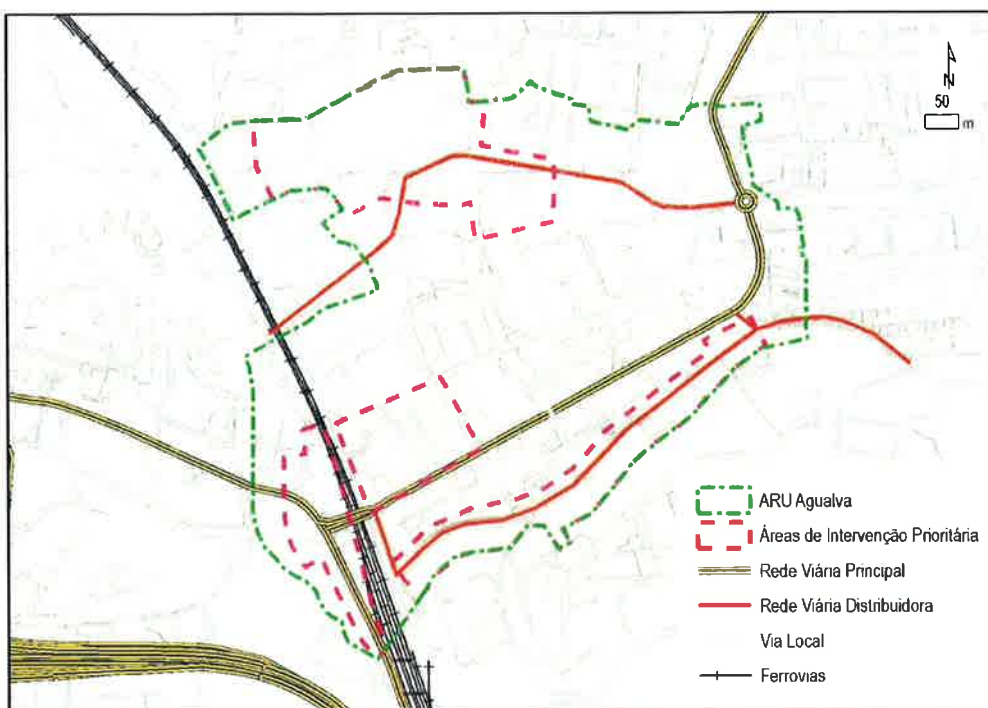 N
50
m
ARU Agualva
Áreas de Intervenção Prioritária
Rede Viária Principal
Rede Viária Distribuidora
Via Local
Ferrovias